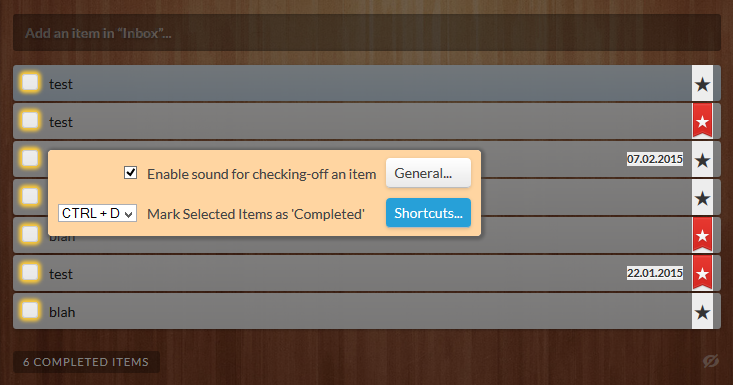 Add an item in “Inbox”...
test
test
07.02.2015
Enable sound for checking-off an item
General...
CTRL + D
Mark Selected Items as 'Completed'
Shortcuts...
blah
test
22.01.2015
blah
6 COMPLETED ITEMS